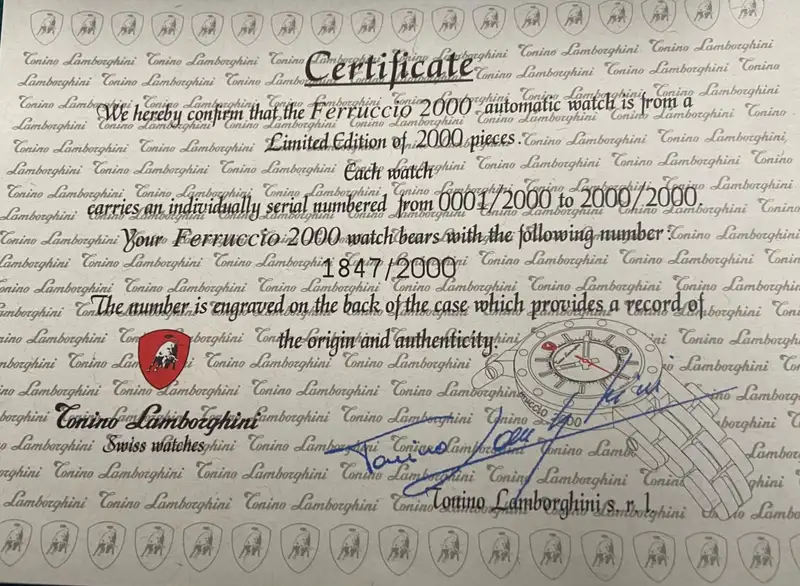 Certificate
We hereby confirm that the Ferruccio 2000 automatic watch is from a
Limited Edition of 2000 pieces.
Each watch
carries an individually serial numbered from 0001/2000 to 2000/2000.
Your Ferruccio 2000 watch bears with the following number:
1847/2000
The number is engraved on the back of the case which provides a record of
the origin and authenticity.
Tonino Lamborghini
Swiss watches
Tonino Lamborghini
Tonino Lamborghini s. r. l.